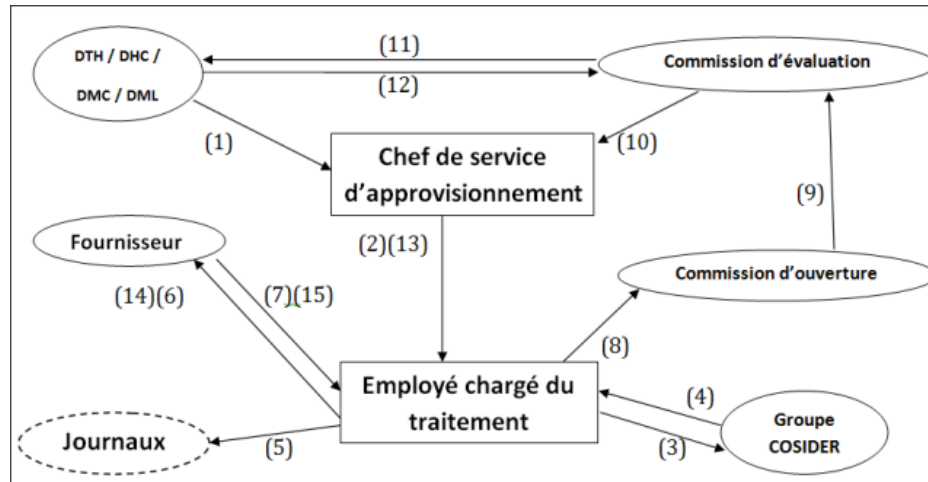 (11)
DTH / DHC /
DMC / DML
Commission d'évaluation
(12)
(1)
(10)
Chef de service
d'approvisionnement
(9)
Fournisseur
(2)(13)
Commission d'ouverture
(14)(6)
(7)(15)
(8)
Employé chargé du
traitement
(4)
Groupe
COSIDER
Journaux
(5)
(3)